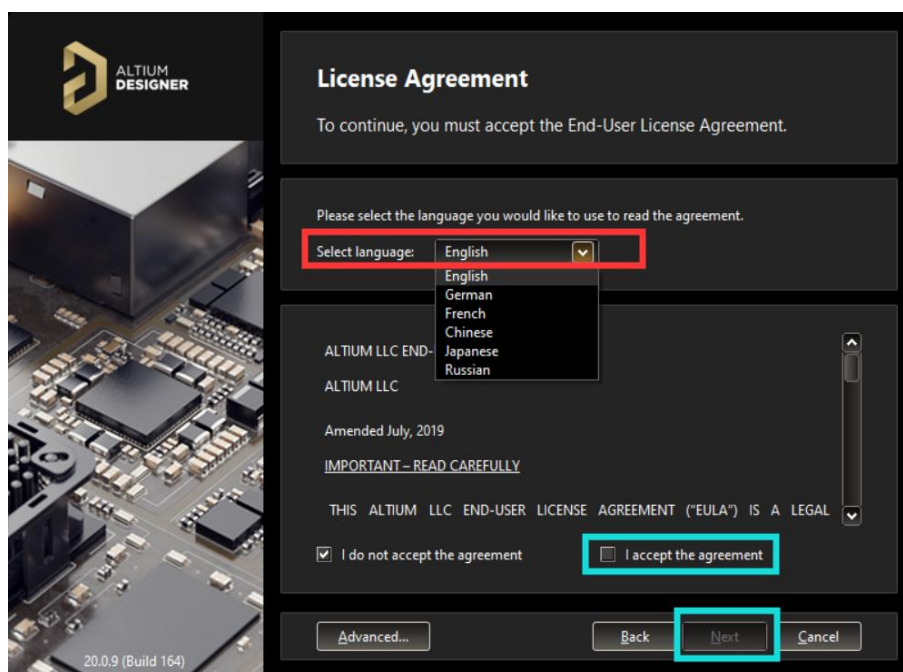 ALTIUM
DESIGNER
License Agreement
To continue, you must accept the End-User License Agreement.
Please select the language you would like to use to read the agreement.
Select language: English
English
German
French
Chinese
Japanese
Russian
ALTIUM LLC END-
ALTIUM LLC
Amended July, 2019
IMPORTANT – READ CAREFULLY
THIS ALTIUM LLC END-USER LICENSE AGREEMENT ("EULA") IS A LEGAL
I do not accept the agreement
I accept the agreement
Advanced...
Back
Next
Cancel
20.0.9 (Build 164)